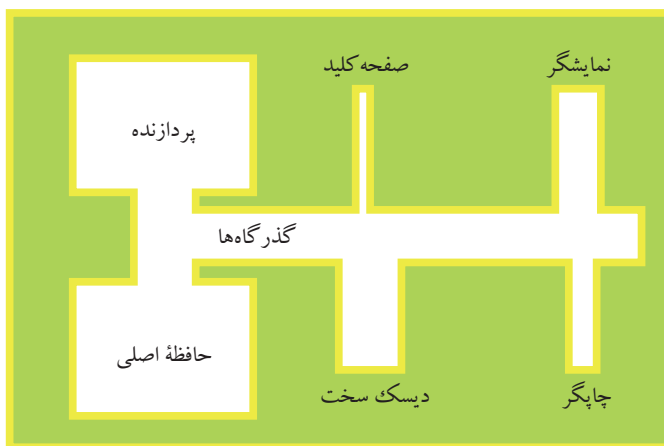 نمایشگر
صفحه کلید
پردازنده
گذرگاه‌ها
حافظهٔ اصلی
دیسک سخت
چاپگر